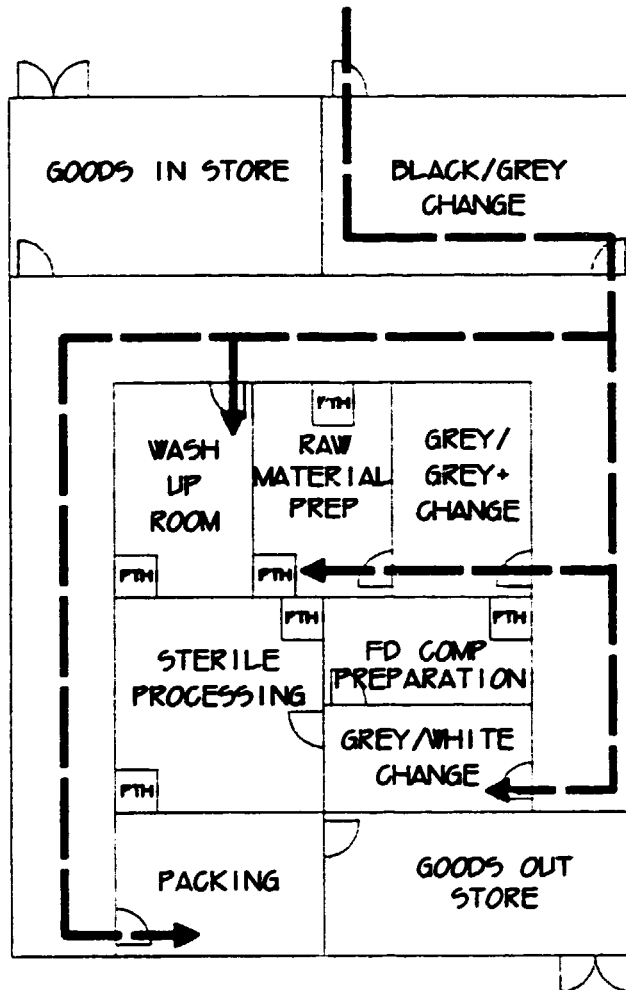 GOODS IN STORE
BLACK/GREY
CHANGE
PTH
WASH
UP
ROOM
RAW
MATERIAL
PREP
GREY/
GREY+
CHANGE
PTH
PTH
PTH
PTH
STERILE
PROCESSING
FD COMP
PREPARATION
GREY/WHITE
CHANGE
PTH
PACKING
GOODS OUT
STORE